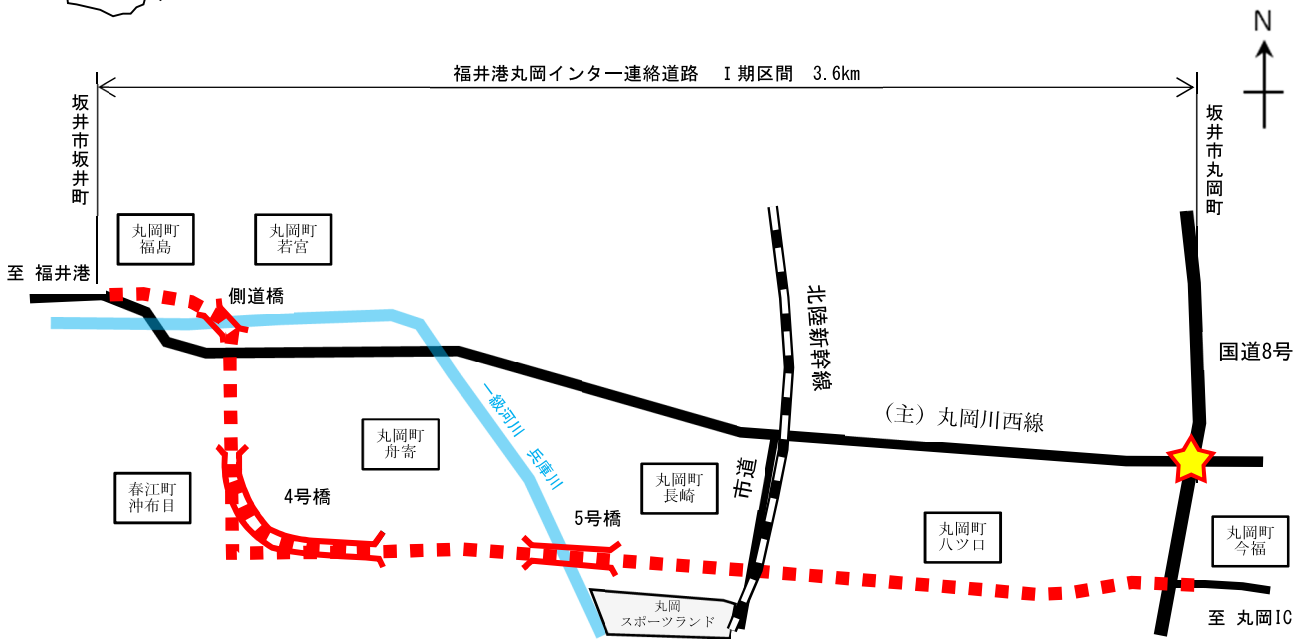 N
福井港丸岡インター連絡道路　Ⅰ期区間　3.6km
坂井市坂井町
坂井市丸岡町
丸岡町
福島
丸岡町
若宮
至 福井港
側道橋
北陸新幹線
国道8号
一級河川　兵庫川
（主）丸岡川西線
丸岡町
舟寄
市道
丸岡町
長崎
春江町
沖布目
4号橋
5号橋
丸岡町
八ツ口
丸岡町
今福
丸岡
スポーツランド
至 丸岡IC